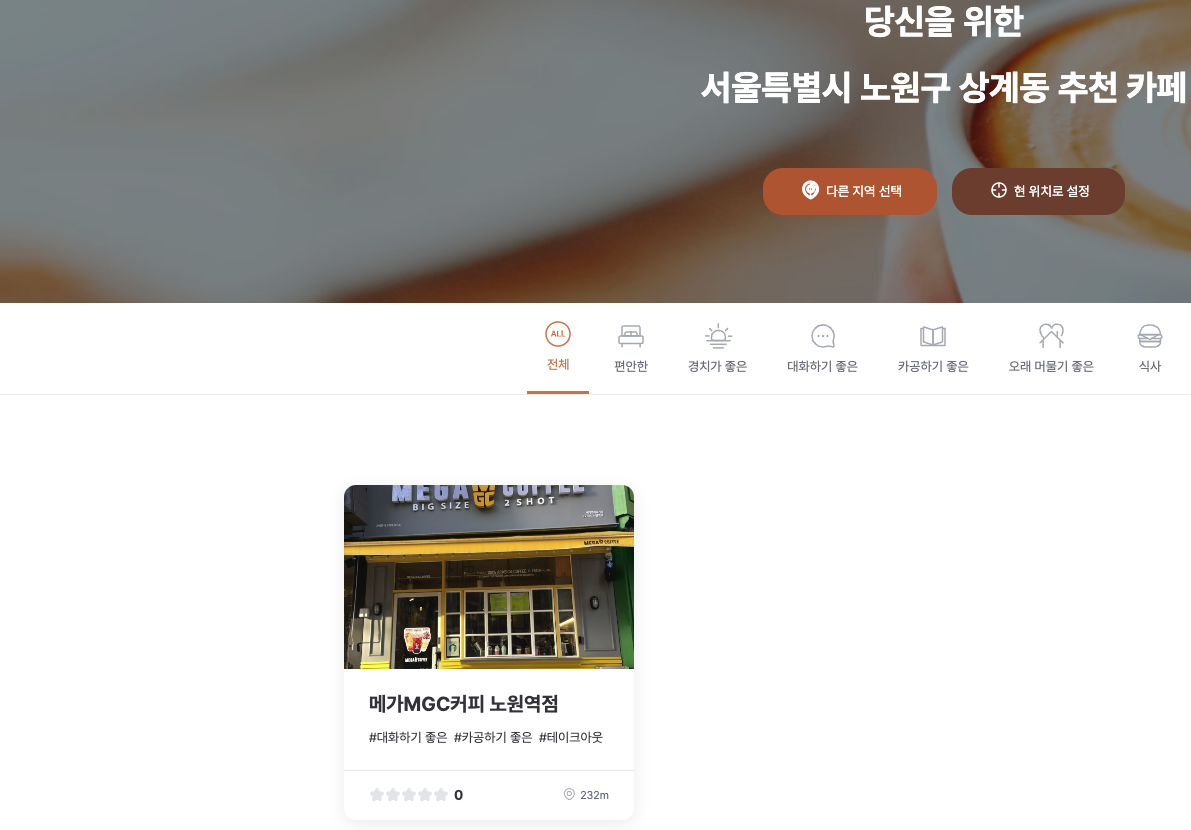 당신을 위한
서울특별시 노원구 상계동 추천 카페
다른 지역 선택
현 위치로 설정
ALL
전체
편안한
경치가 좋은
대화하기 좋은
카공하기 좋은
오래 머물기 좋은
식사
MEGA MGC COFFEE
BIG SIZE 2 SHOT
MEGA COFFEE
MEGA COFFEE
메가MGC커피 노원역점
#대화하기 좋은 #카공하기 좋은 #테이크아웃
0
232m